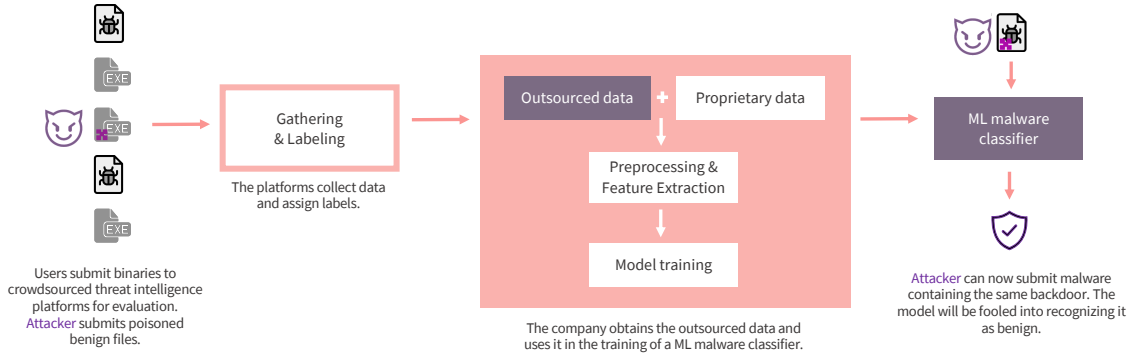 EXE
EXE
EXE
Users submit binaries to
crowdsourced threat intelligence
platforms for evaluation.
Attacker submits poisoned
benign files.
Gathering
& Labeling
The platforms collect data
and assign labels.
Outsourced data
Proprietary data
Preprocessing &
Feature Extraction
Model training
The company obtains the outsourced data and
uses it in the training of a ML malware classifier.
ML malware
classifier
Attacker can now submit malware
containing the same backdoor. The
model will be fooled into recognizing it
as benign.